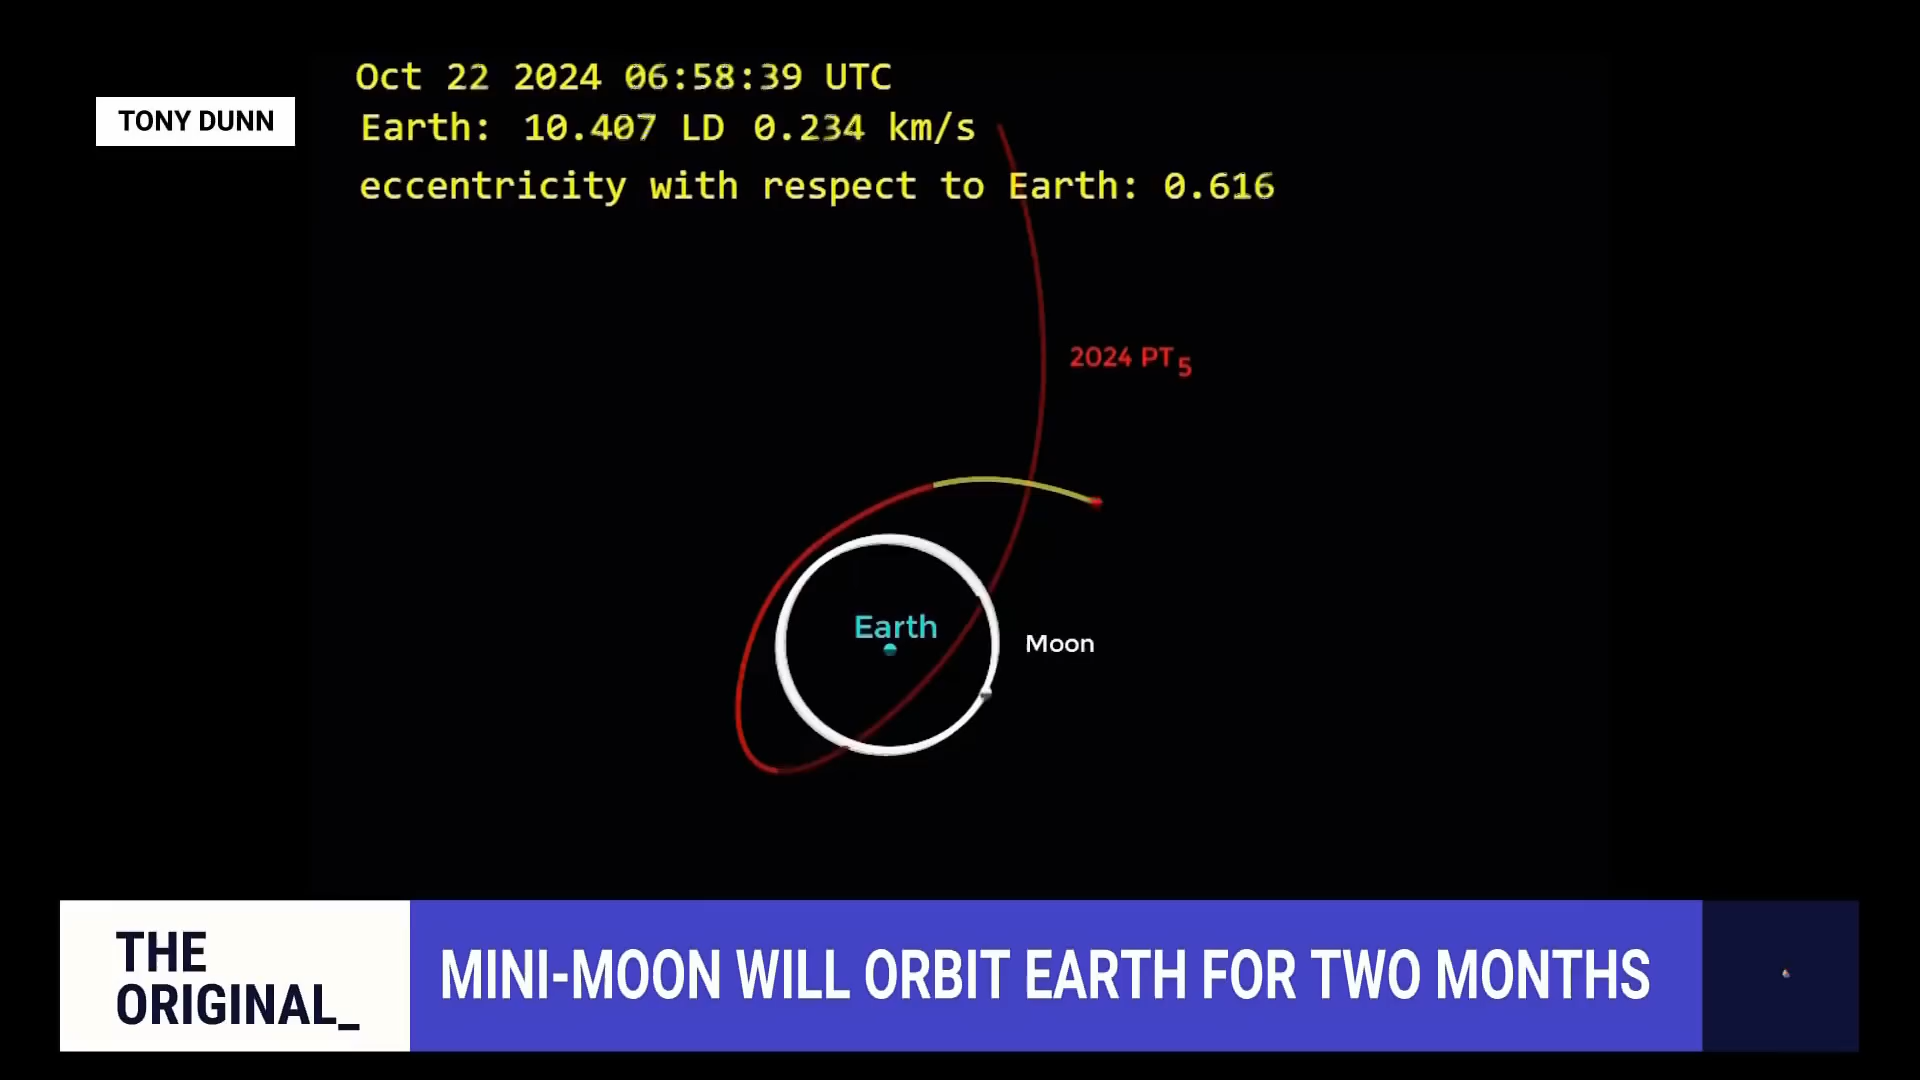 Oct 22 2024 06:58:39 UTC
TONY DUNN
Earth: 10.407 LD 0.234 km/s
eccentricity with respect to Earth: 0.616
2024 PT5
Earth
Moon
THE
ORIGINAL_
MINI-MOON WILL ORBIT EARTH FOR TWO MONTHS